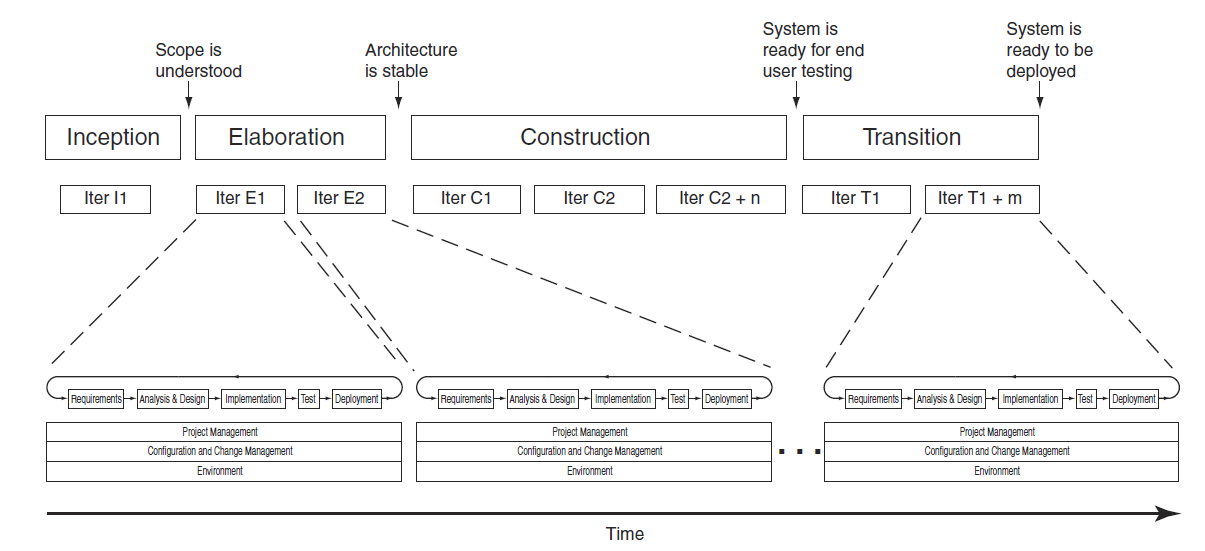 Scope is
understood
Architecture
is stable
System is
ready for end
user testing
System is
ready to be
deployed
Inception
Elaboration
Construction
Transition
Iter I1
Iter E1
Iter E2
Iter C1
Iter C2
Iter C2 + n
Iter T1
Iter T1 + m
Requirements
Analysis & Design
Implementation
Test
Deployment
Requirements
Analysis & Design
Implementation
Test
Deployment
Requirements
Analysis & Design
Implementation
Test
Deployment
Project Management
Configuration and Change Management
Environment
Project Management
Configuration and Change Management
Environment
. . .
Project Management
Configuration and Change Management
Environment
Time